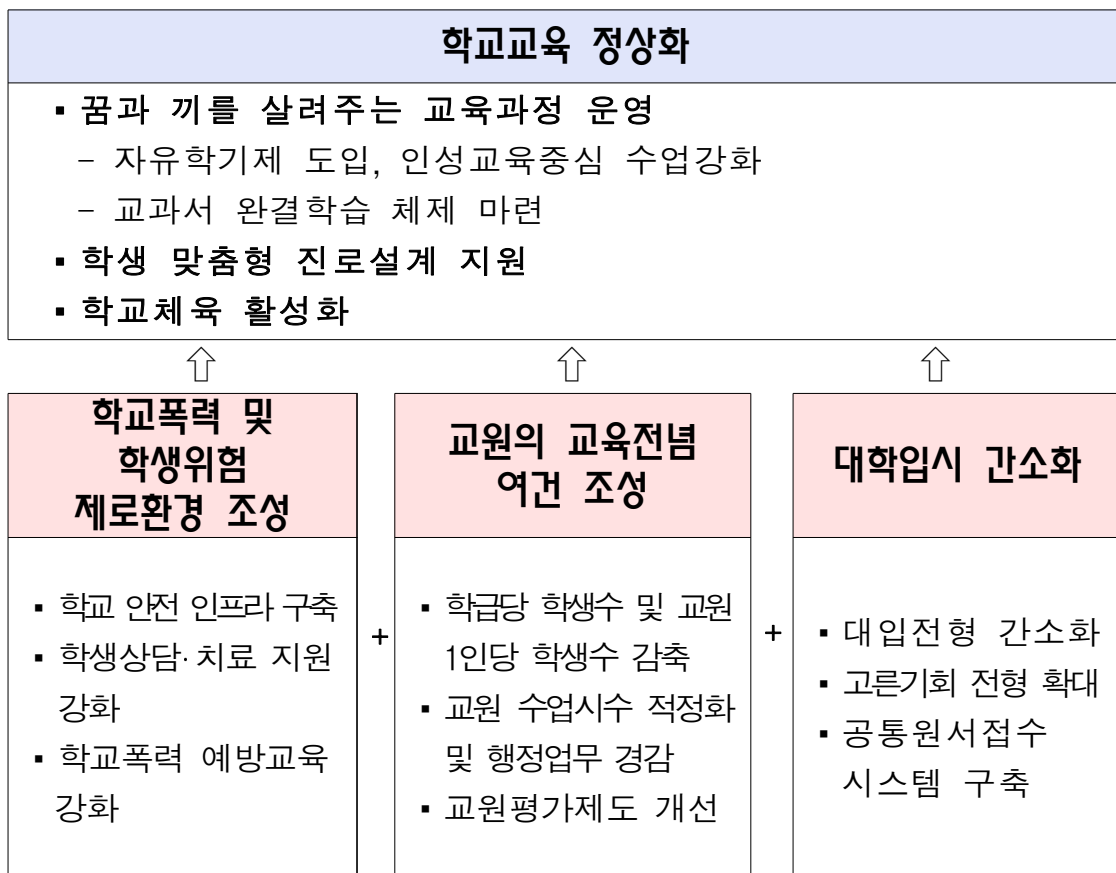 학교교육 정상화
▪ 꿈과 끼를 살려주는 교육과정 운영
– 자유학기제 도입, 인성교육중심 수업강화
– 교과서 완결학습 체제 마련
▪ 학생 맞춤형 진로설계 지원
▪ 학교체육 활성화
⇧ ⇧ ⇧
학교폭력 및
학생위험
제로환경 조성
▪ 학교 안전 인프라 구축
▪ 학생상담·치료 지원
강화
▪ 학교폭력 예방교육
강화
+
교원의 교육전념
여건 조성
▪ 학급당 학생수 및 교원
1인당 학생수 감축
▪ 교원 수업시수 적정화
및 행정업무 경감
▪ 교원평가제도 개선
+
대학입시 간소화
▪ 대입전형 간소화
▪ 고른기회 전형 확대
▪ 공통원서접수
시스템 구축